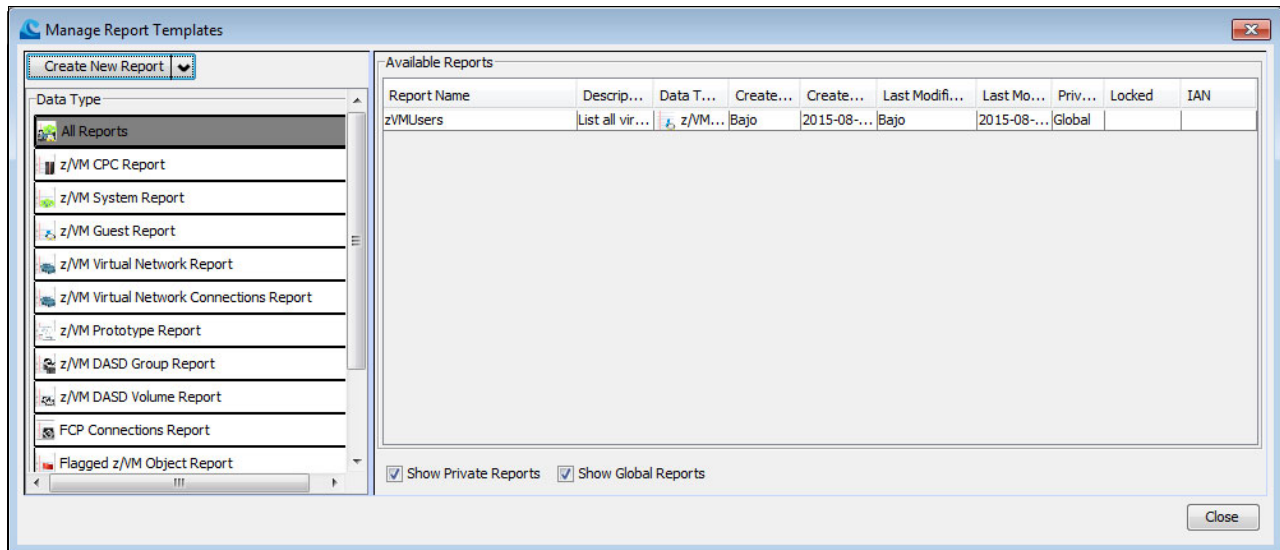 Manage Report Templates
Create New Report
Data Type
All Reports
z/VM CPC Report
z/VM System Report
z/VM Guest Report
z/VM Virtual Network Report
z/VM Virtual Network Connections Report
z/VM Prototype Report
z/VM DASD Group Report
z/VM DASD Volume Report
FCP Connections Report
Flagged z/VM Object Report
Available Reports
Report Name Descrip... Data T... Create... Create... Last Modifi... Last Mo... Priv... Locked IAN
zVMUsers List all vir... z/VM... Bajo 2015-08-... Bajo 2015-08-... Global
Show Private Reports Show Global Reports
Close